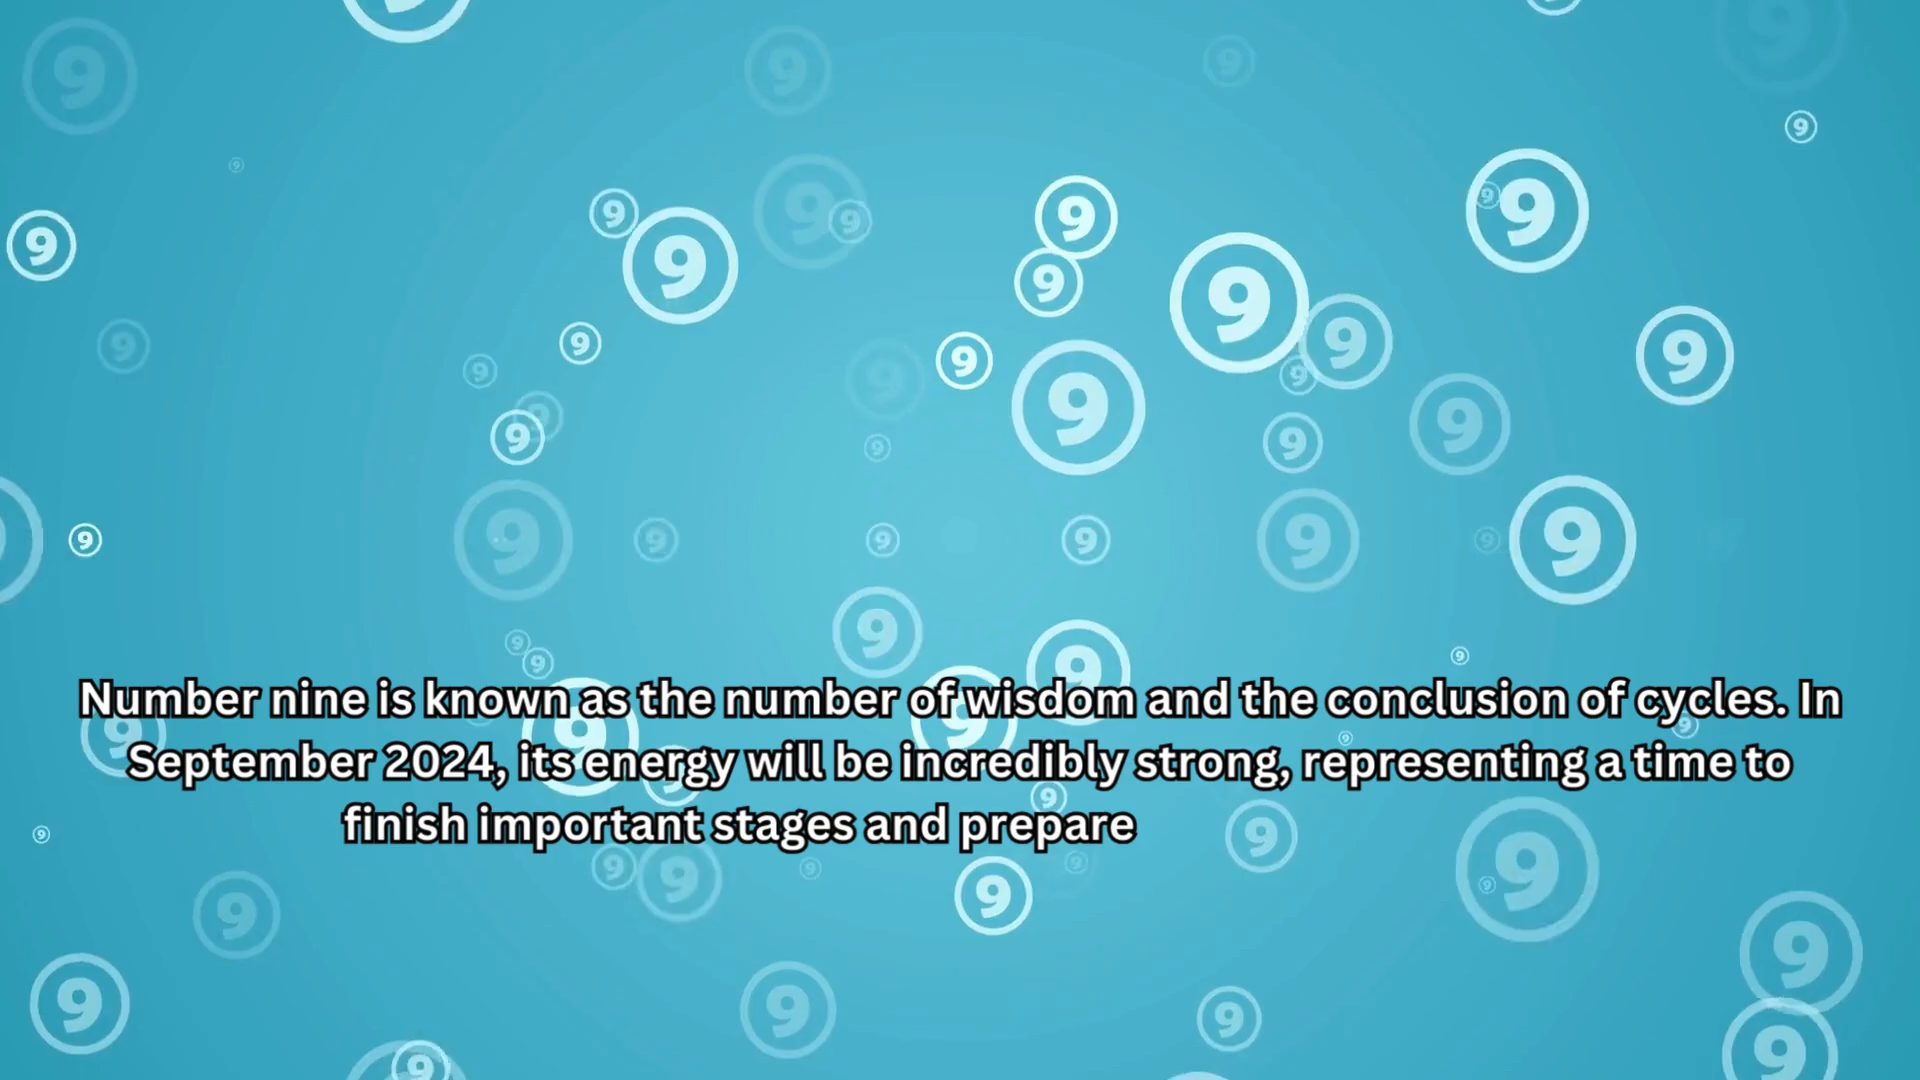 Number nine is known as the number of wisdom and the conclusion of cycles. In
September 2024, its energy will be incredibly strong, representing a time to
finish important stages and prepare